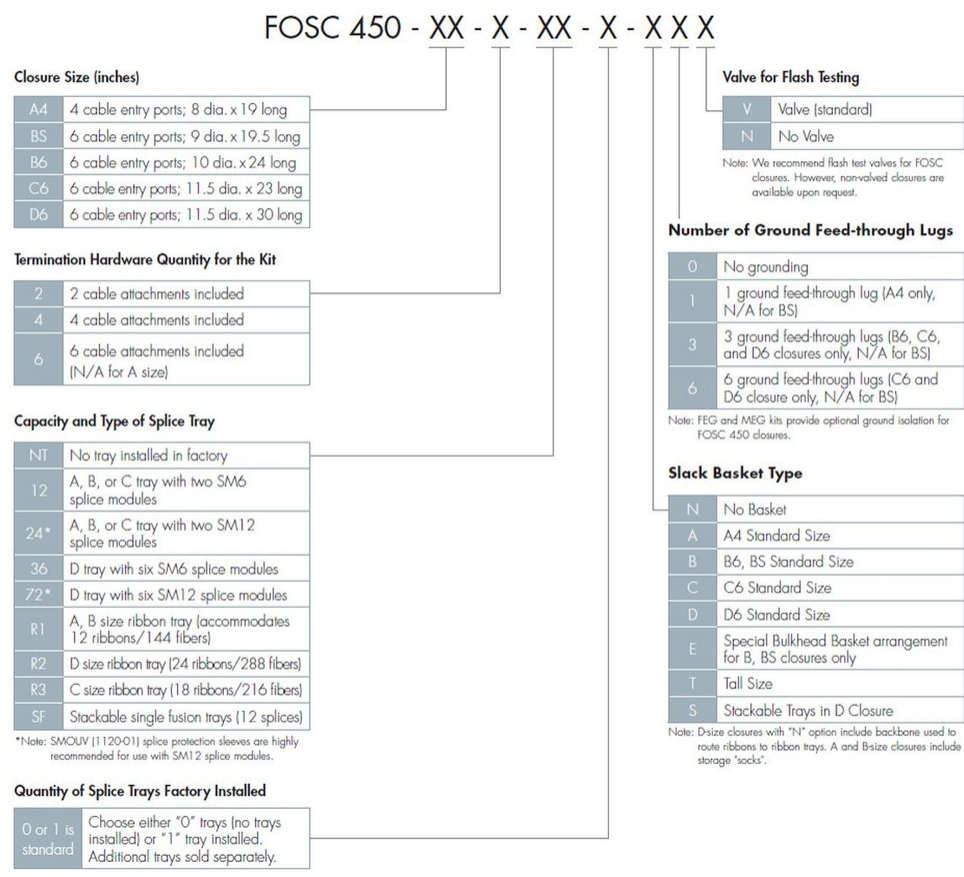 FOSC 450 - XX - X - XX - X - X X X
Closure Size (inches)
A4 4 cable entry ports; 8 dia. x 19 long
BS 6 cable entry ports; 9 dia. x 19.5 long
B6 6 cable entry ports; 10 dia. x 24 long
C6 6 cable entry ports; 11.5 dia. x 23 long
D6 6 cable entry ports; 11.5 dia. x 30 long
Termination Hardware Quantity for the Kit
2 2 cable attachments included
4 4 cable attachments included
6 6 cable attachments included
(N/A for A size)
Capacity and Type of Splice Tray
NT No tray installed in factory
12 A, B, or C tray with two SM6
splice modules
24* A, B, or C tray with two SM12
splice modules
36 D tray with six SM6 splice modules
72* D tray with six SM12 splice modules
R1 A, B size ribbon tray (accommodates
12 ribbons/144 fibers)
R2 D size ribbon tray (24 ribbons/288 fibers)
R3 C size ribbon tray (18 ribbons/216 fibers)
SF Stackable single fusion trays (12 splices)
*Note: SMOUV (1120-01) splice protection sleeves are highly
recommended for use with SM12 splice modules.
Quantity of Splice Trays Factory Installed
0 or 1 is
standard
Choose either "0" trays (no trays
installed) or "1" tray installed.
Additional trays sold separately.
Valve for Flash Testing
V Valve (standard)
N No Valve
Note: We recommend flash test valves for FOSC
closures. However, non-valved closures are
available upon request.
Number of Ground Feed-through Lugs
0 No grounding
1 1 ground feed-through lug (A4 only,
N/A for BS)
3 3 ground feed-through lugs (B6, C6,
and D6 closures only, N/A for BS)
6 6 ground feed-through lugs (C6 and
D6 closure only, N/A for BS)
Note: FEG and MEG kits provide optional ground isolation for
FOSC 450 closures.
Slack Basket Type
N No Basket
A A4 Standard Size
B B6, BS Standard Size
C C6 Standard Size
D D6 Standard Size
E Special Bulkhead Basket arrangement
for B, BS closures only
T Tall Size
S Stackable Trays in D Closure
Note: D-size closures with "N" option include backbone used to
route ribbons to ribbon trays. A and B-size closures include
storage "socks".